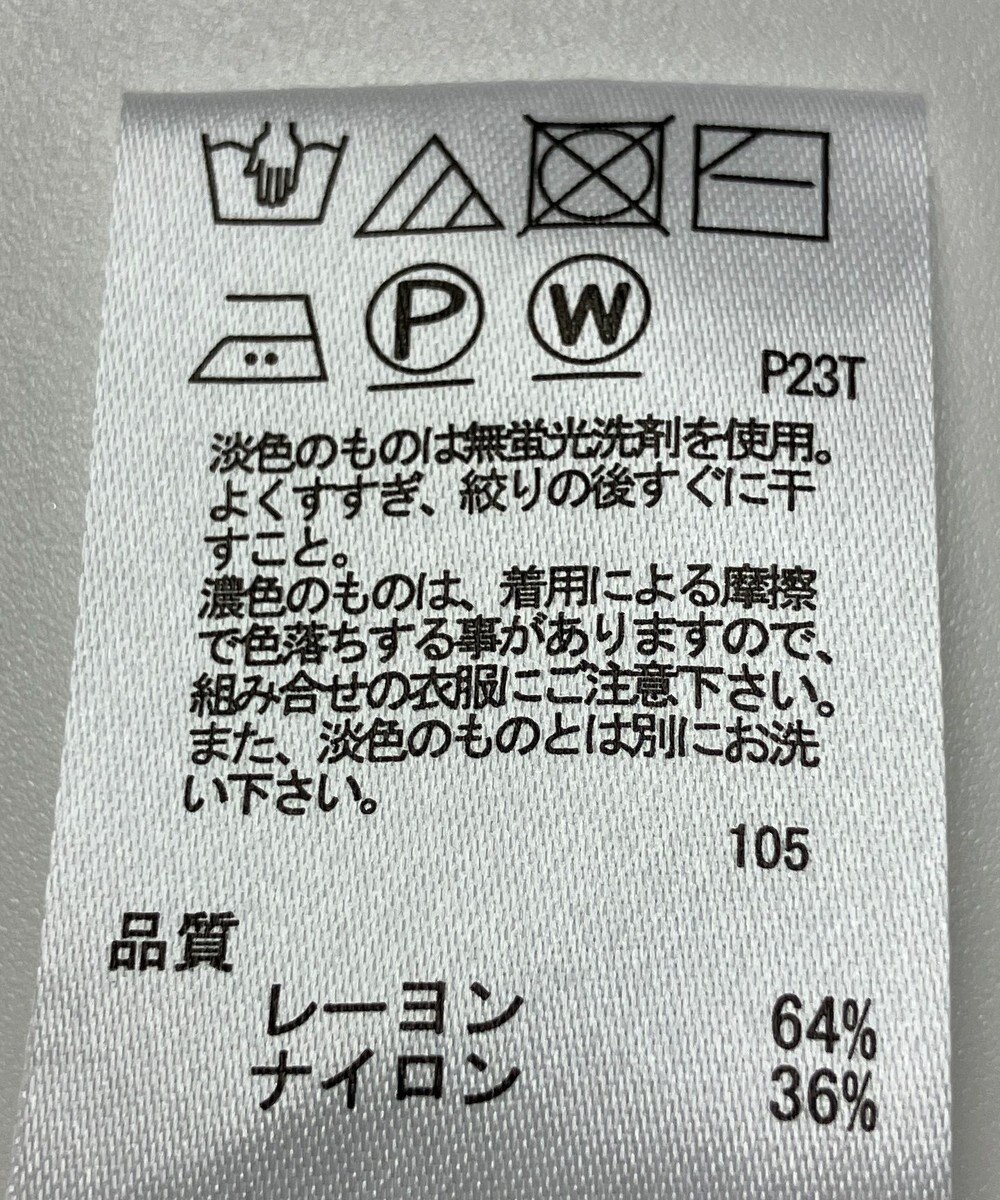 P
W
P23T
淡色のものは無蛍光洗剤を使用。
よくすすぎ、絞りの後すぐに干
すこと。
濃色のものは、着用による摩擦
で色落ちする事がありますので、
組み合せの衣服にご注意下さい。
また、淡色のものとは別にお洗
い下さい。
105
品質
レーヨン 64%
ナイロン 36%